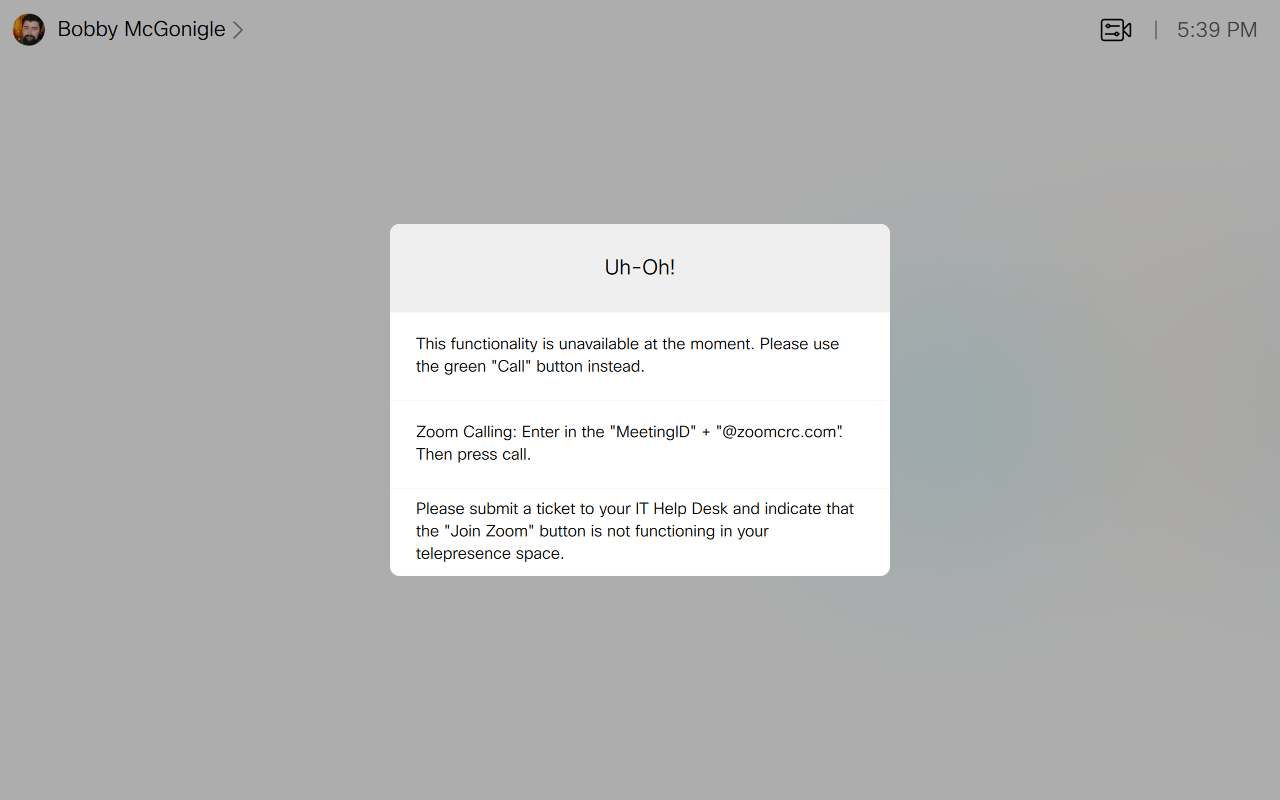 Bobby McGonigle
5:39 PM
Uh-Oh!
This functionality is unavailable at the moment. Please use
the green "Call" button instead.
Zoom Calling: Enter in the "MeetingID" + "@zoomcrc.com".
Then press call.
Please submit a ticket to your IT Help Desk and indicate that
the "Join Zoom" button is not functioning in your
telepresence space.